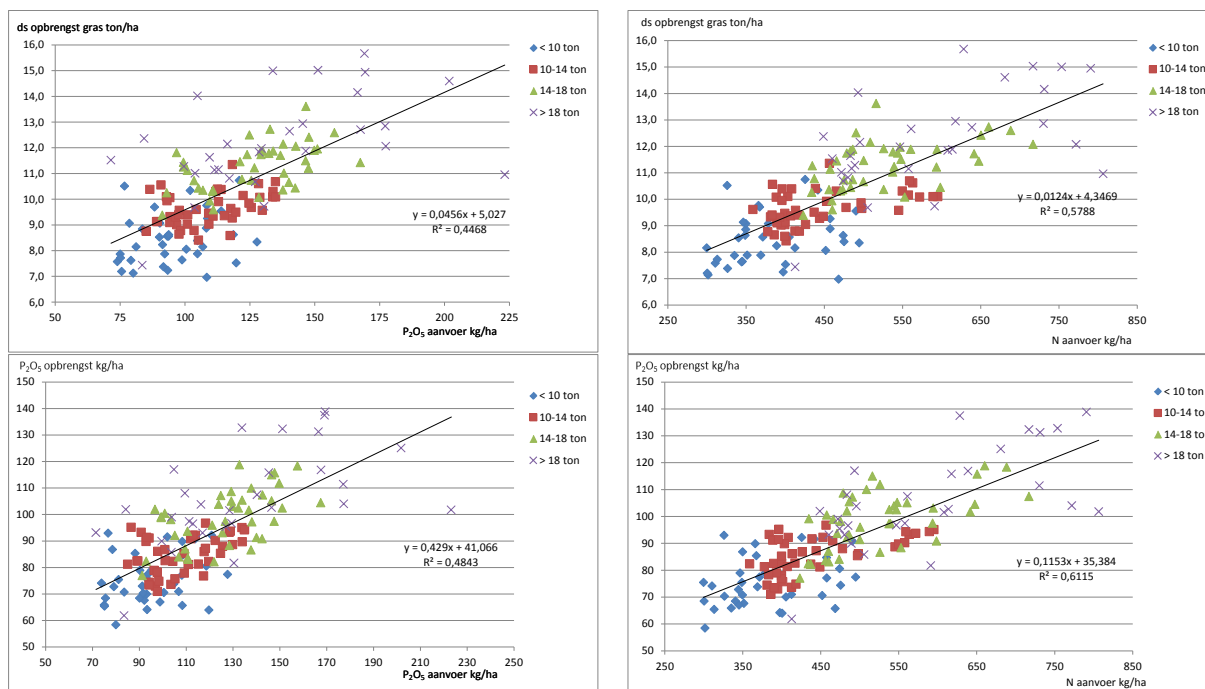 ds opbrengst gras ton/ha
16,0
15,0
14,0
13,0
12,0
11,0
10,0
9,0
8,0
7,0
6,0
50 75 100 125 150 175 200 225
P₂O₅ aanvoer kg/ha
y = 0,0456x + 5,027
R² = 0,4468
< 10 ton
10-14 ton
14-18 ton
> 18 ton
ds opbrengst gras ton/ha
16,0
15,0
14,0
13,0
12,0
11,0
10,0
9,0
8,0
7,0
6,0
250 350 450 550 650 750 850
N aanvoer kg/ha
y = 0,0124x + 4,3469
R² = 0,5788
< 10 ton
10-14 ton
14-18 ton
> 18 ton
P₂O₅ opbrengst kg/ha
150
140
130
120
110
100
90
80
70
60
50
50 70 90 110 130 150 170 190 210 230 250
P₂O₅ aanvoer kg/ha
y = 0,429x + 41,066
R² = 0,4843
< 10 ton
10-14 ton
14-18 ton
> 18 ton
P₂O₅ opbrengst kg/ha
150
140
130
120
110
100
90
80
70
60
50
250 350 450 550 650 750 850
N aanvoer kg/ha
y = 0,1153x + 35,384
R² = 0,6115
< 10 ton
10-14 ton
14-18 ton
> 18 ton